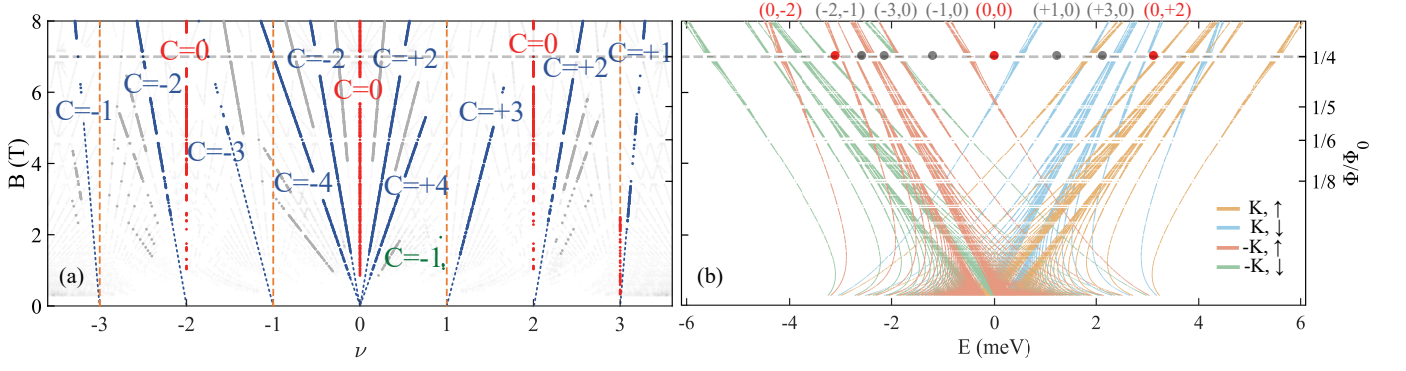 8
6
4
2
0
B (T)
C=-1
C=-2
C=0
C=-3
C=-4
C=-2
C=0
C=+2
C=+4
C=-1
C=+3
C=0
C=+2
C=+1
(a)
-3 -2 -1 0 1 2 3
ν
(0,-2) (-2,-1) (-3,0) (-1,0) (0,0) (+1,0) (+3,0) (0,+2)
1/4
1/5
1/6
1/8
Φ/Φ0
K, ↑
K, ↓
-K, ↑
-K, ↓
(b)
-6 -4 -2 0 2 4 6
E (meV)